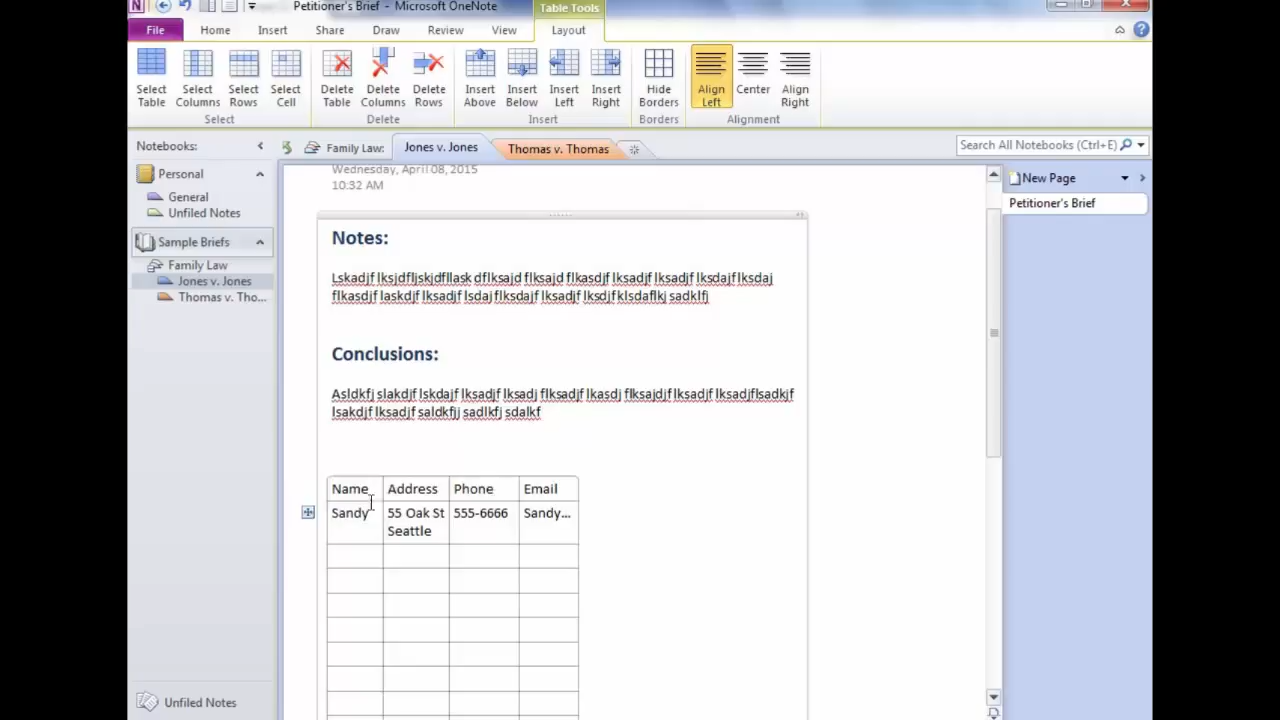 Petitioner's Brief - Microsoft OneNote
Table Tools
File Home Insert Share Draw Review View Layout
Select Table
Select Columns
Select Rows
Select Cell
Delete Table
Delete Columns
Delete Rows
Insert Above
Insert Below
Insert Left
Insert Right
Hide Borders
Align Left
Center
Align Right
Select Delete Insert Borders Alignment
Notebooks:
Personal
General
Unfiled Notes
Sample Briefs
Family Law
Jones v. Jones
Thomas v. Tho...
Unfiled Notes
Family Law: Jones v. Jones Thomas v. Thomas
Search All Notebooks (Ctrl+E)
New Page
Petitioner's Brief
Wednesday, April 08, 2015
10:32 AM
Notes:
Lskadjf lksjdfljskjdfllask dflksajd flksajd flkasdjf lksadjf lksadjf lksdajf lksdaj
flkasdjf laskdjf lksadjf lsdaj flksdajf lksadjf lksdjf klsdaflkj sadklfj
Conclusions:
Asldkfj slakdjf lskdajf lksadjf lksadj flksadjf lkasdj flksajdjf lksadjf lksadjflsadkjf
lsakdjf lksadjf saldkfjj sadlkfj sdalkf
Name Address Phone Email
Sandy 55 Oak St 555-6666 Sandy...
Seattle